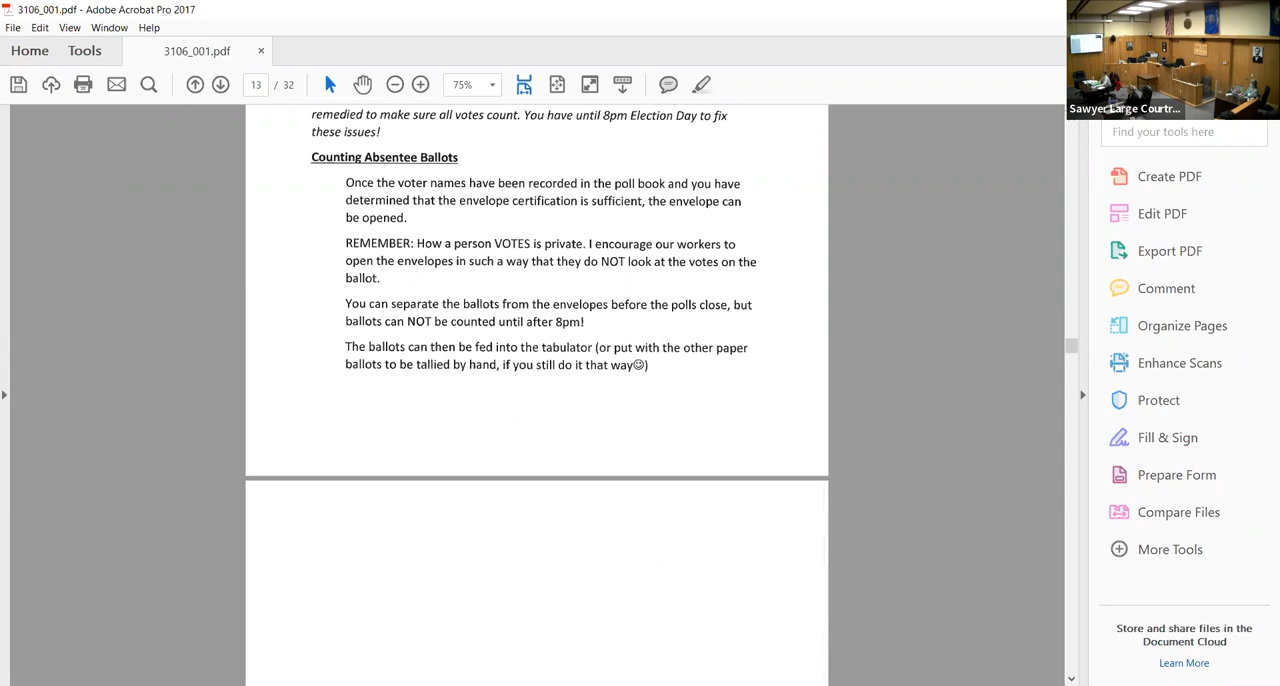 3106_001.pdf - Adobe Acrobat Pro 2017
File Edit View Window Help
Home Tools 3106_001.pdf ×
13 / 32 75%
Sawyer Large Courtr...
Find your tools here
remedied to make sure all votes count. You have until 8pm Election Day to fix
these issues!
Counting Absentee Ballots
Once the voter names have been recorded in the poll book and you have
determined that the envelope certification is sufficient, the envelope can
be opened.
REMEMBER: How a person VOTES is private. I encourage our workers to
open the envelopes in such a way that they do NOT look at the votes on the
ballot.
You can separate the ballots from the envelopes before the polls close, but
ballots can NOT be counted until after 8pm!
The ballots can then be fed into the tabulator (or put with the other paper
ballots to be tallied by hand, if you still do it that way☺)
Create PDF
Edit PDF
Export PDF
Comment
Organize Pages
Enhance Scans
Protect
Fill & Sign
Prepare Form
Compare Files
More Tools
Store and share files in the
Document Cloud
Learn More